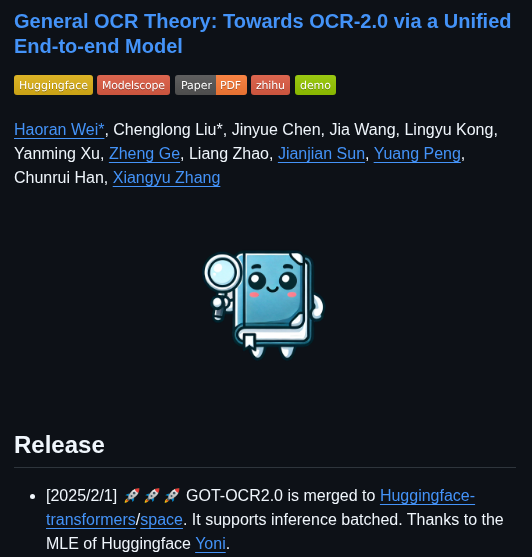 General OCR Theory: Towards OCR-2.0 via a Unified
End-to-end Model
Huggingface Modelscope Paper PDF zhihu demo
Haoran Wei*, Chenglong Liu*, Jinyue Chen, Jia Wang, Lingyu Kong,
Yanming Xu, Zheng Ge, Liang Zhao, Jianjian Sun, Yuang Peng,
Chunrui Han, Xiangyu Zhang
Release
• [2025/2/1] 🚀🚀🚀 GOT-OCR2.0 is merged to Huggingface-
transformers/space. It supports inference batched. Thanks to the
MLE of Huggingface Yoni.